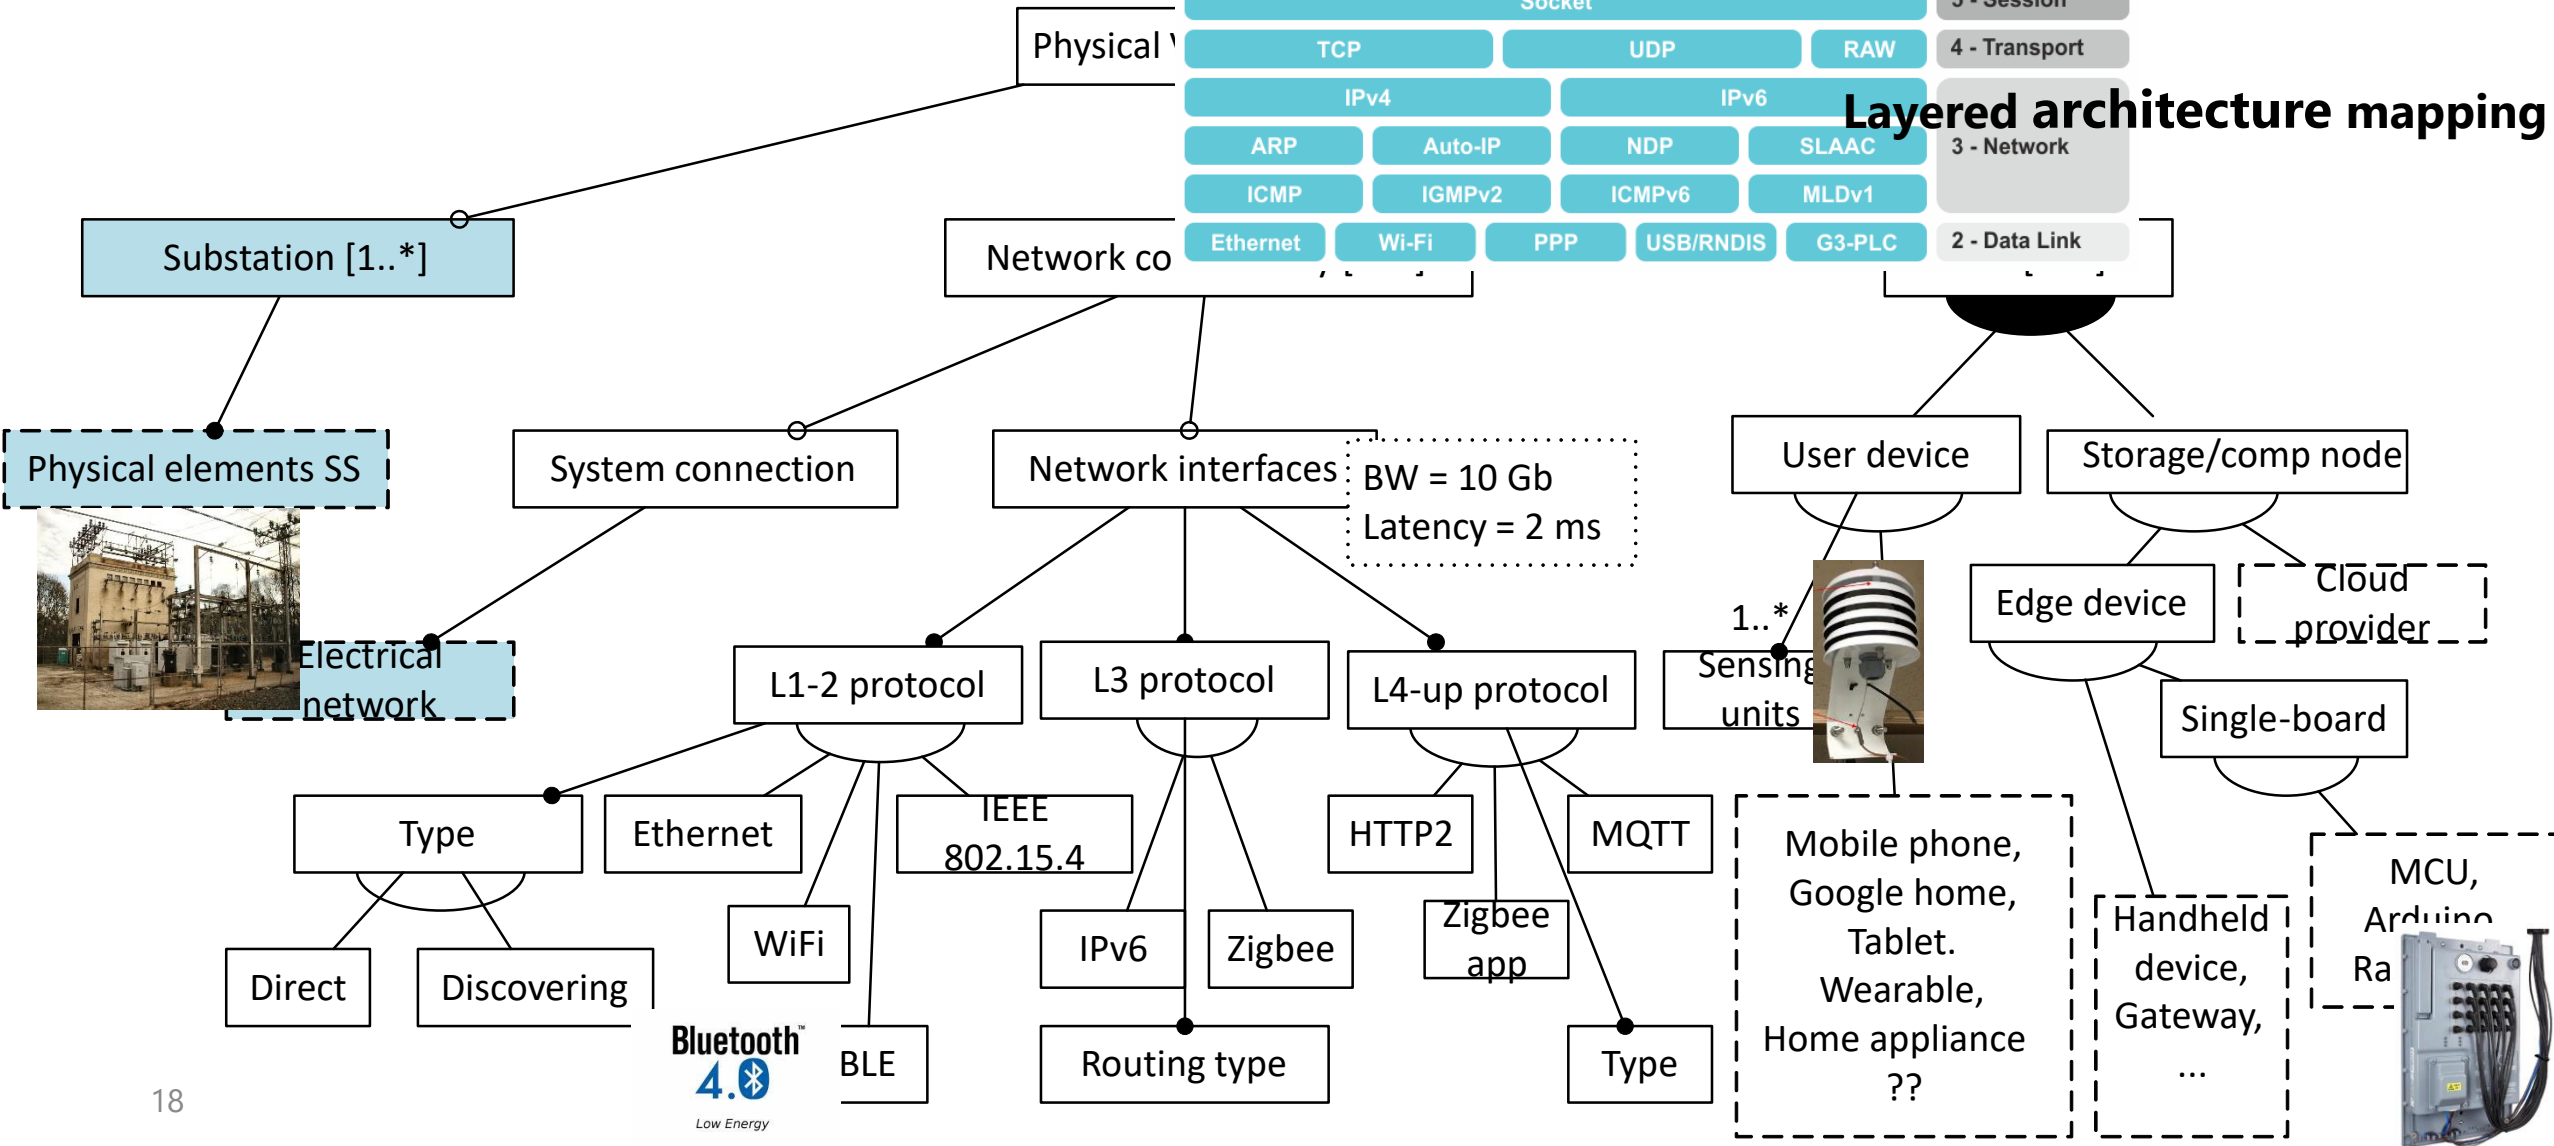 Socket
5 - Session
Physical
TCP
UDP
RAW
4 - Transport
IPv4
IPv6
Layered architecture mapping
ARP
Auto-IP
NDP
SLAAC
3 - Network
ICMP
IGMPv2
ICMPv6
MLDv1
Ethernet
Wi-Fi
PPP
USB/RNDIS
G3-PLC
2 - Data Link
Substation [1..*]
Network co
Physical elements SS
System connection
Network interfaces
BW = 10 Gb
Latency = 2 ms
User device
Storage/comp node
Edge device
Cloud
provider
1..*
Sensing
units
Electrical
network
L1-2 protocol
L3 protocol
L4-up protocol
Single-board
Type
Ethernet
IEEE
802.15.4
HTTP2
MQTT
WiFi
IPv6
Zigbee
Zigbee
app
Direct
Discovering
Bluetooth™
4.0
Low Energy
BLE
Routing type
Type
Mobile phone,
Google home,
Tablet.
Wearable,
Home appliance
??
Handheld
device,
Gateway,
...
MCU,
Arduino
Ra
18